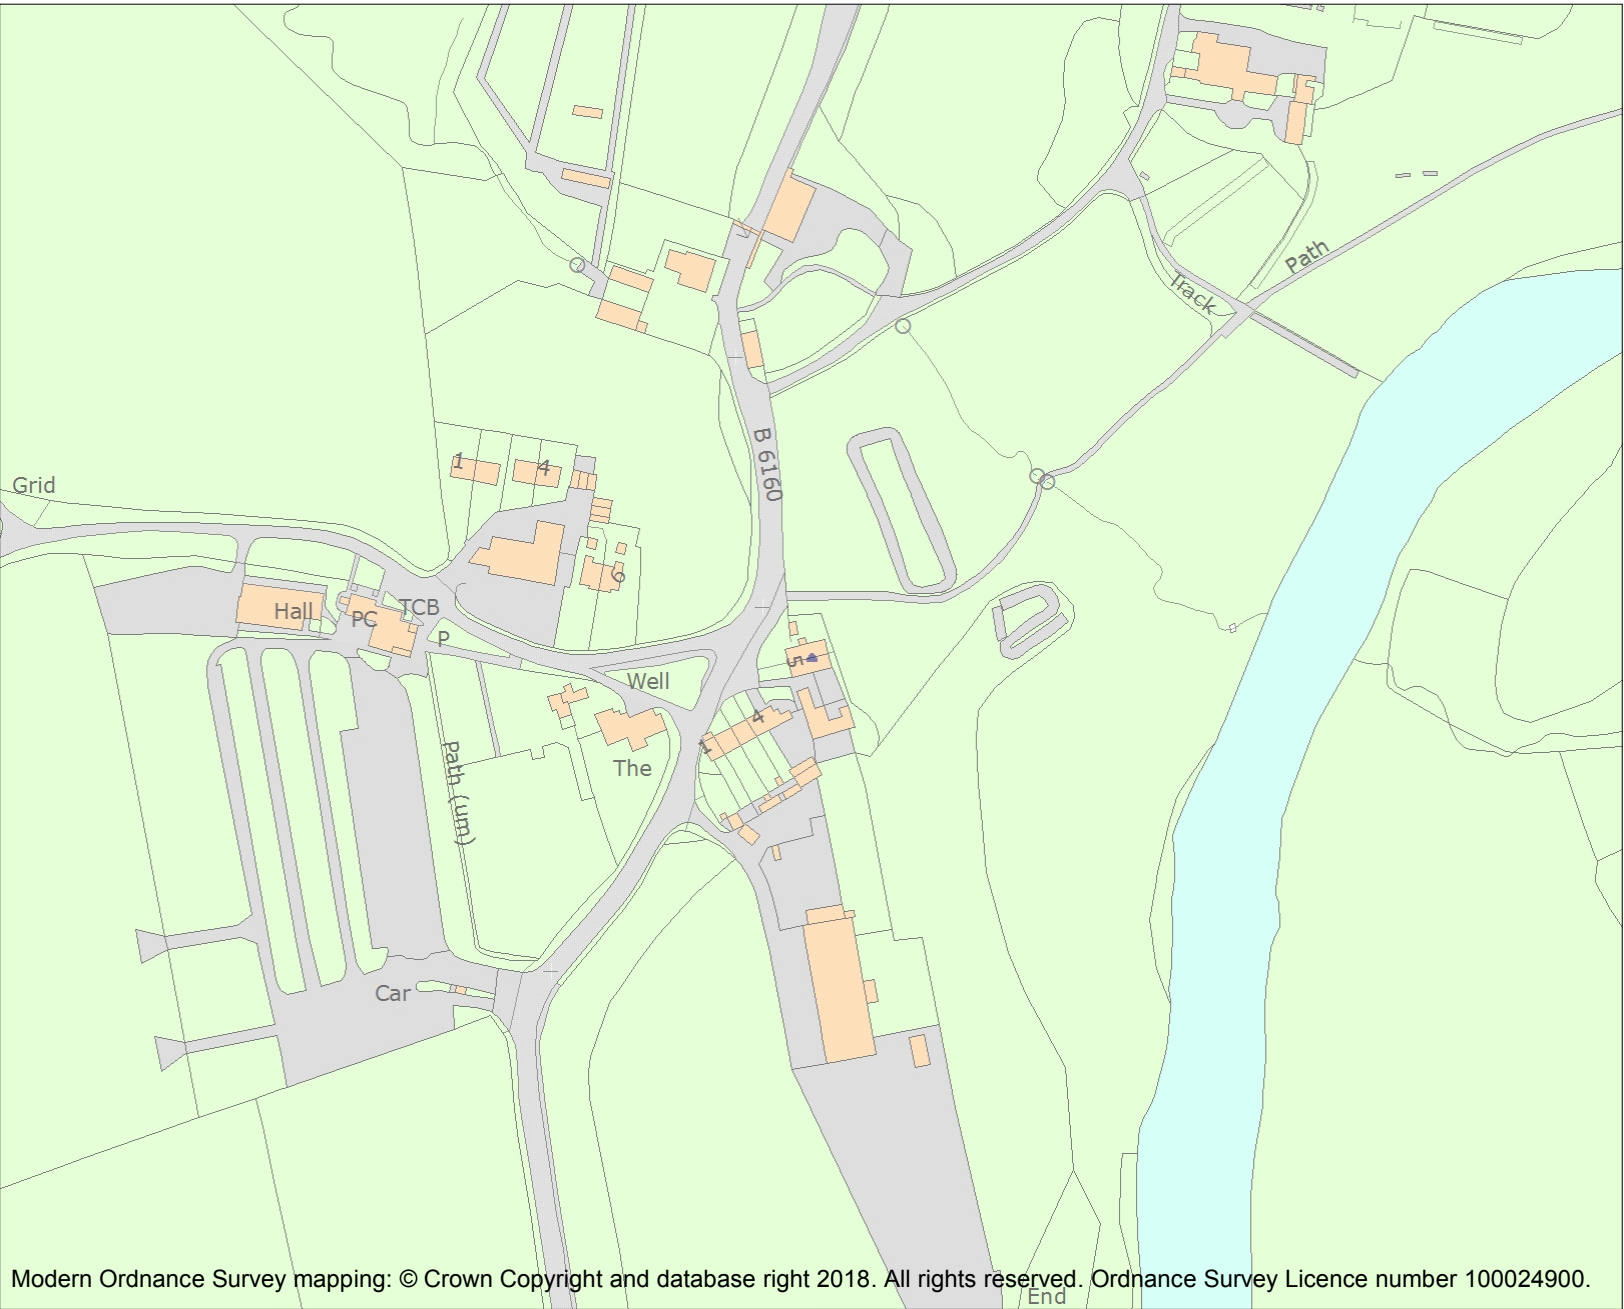 Path
Track
B 6160
1
4
Grid
6
Hall
PC
TCB
P
5
Well
4
1
The
Path (um)
Car
Modern Ordnance Survey mapping: © Crown Copyright and database right 2018. All rights reserved. Ordnance Survey Licence number 100024900.
End